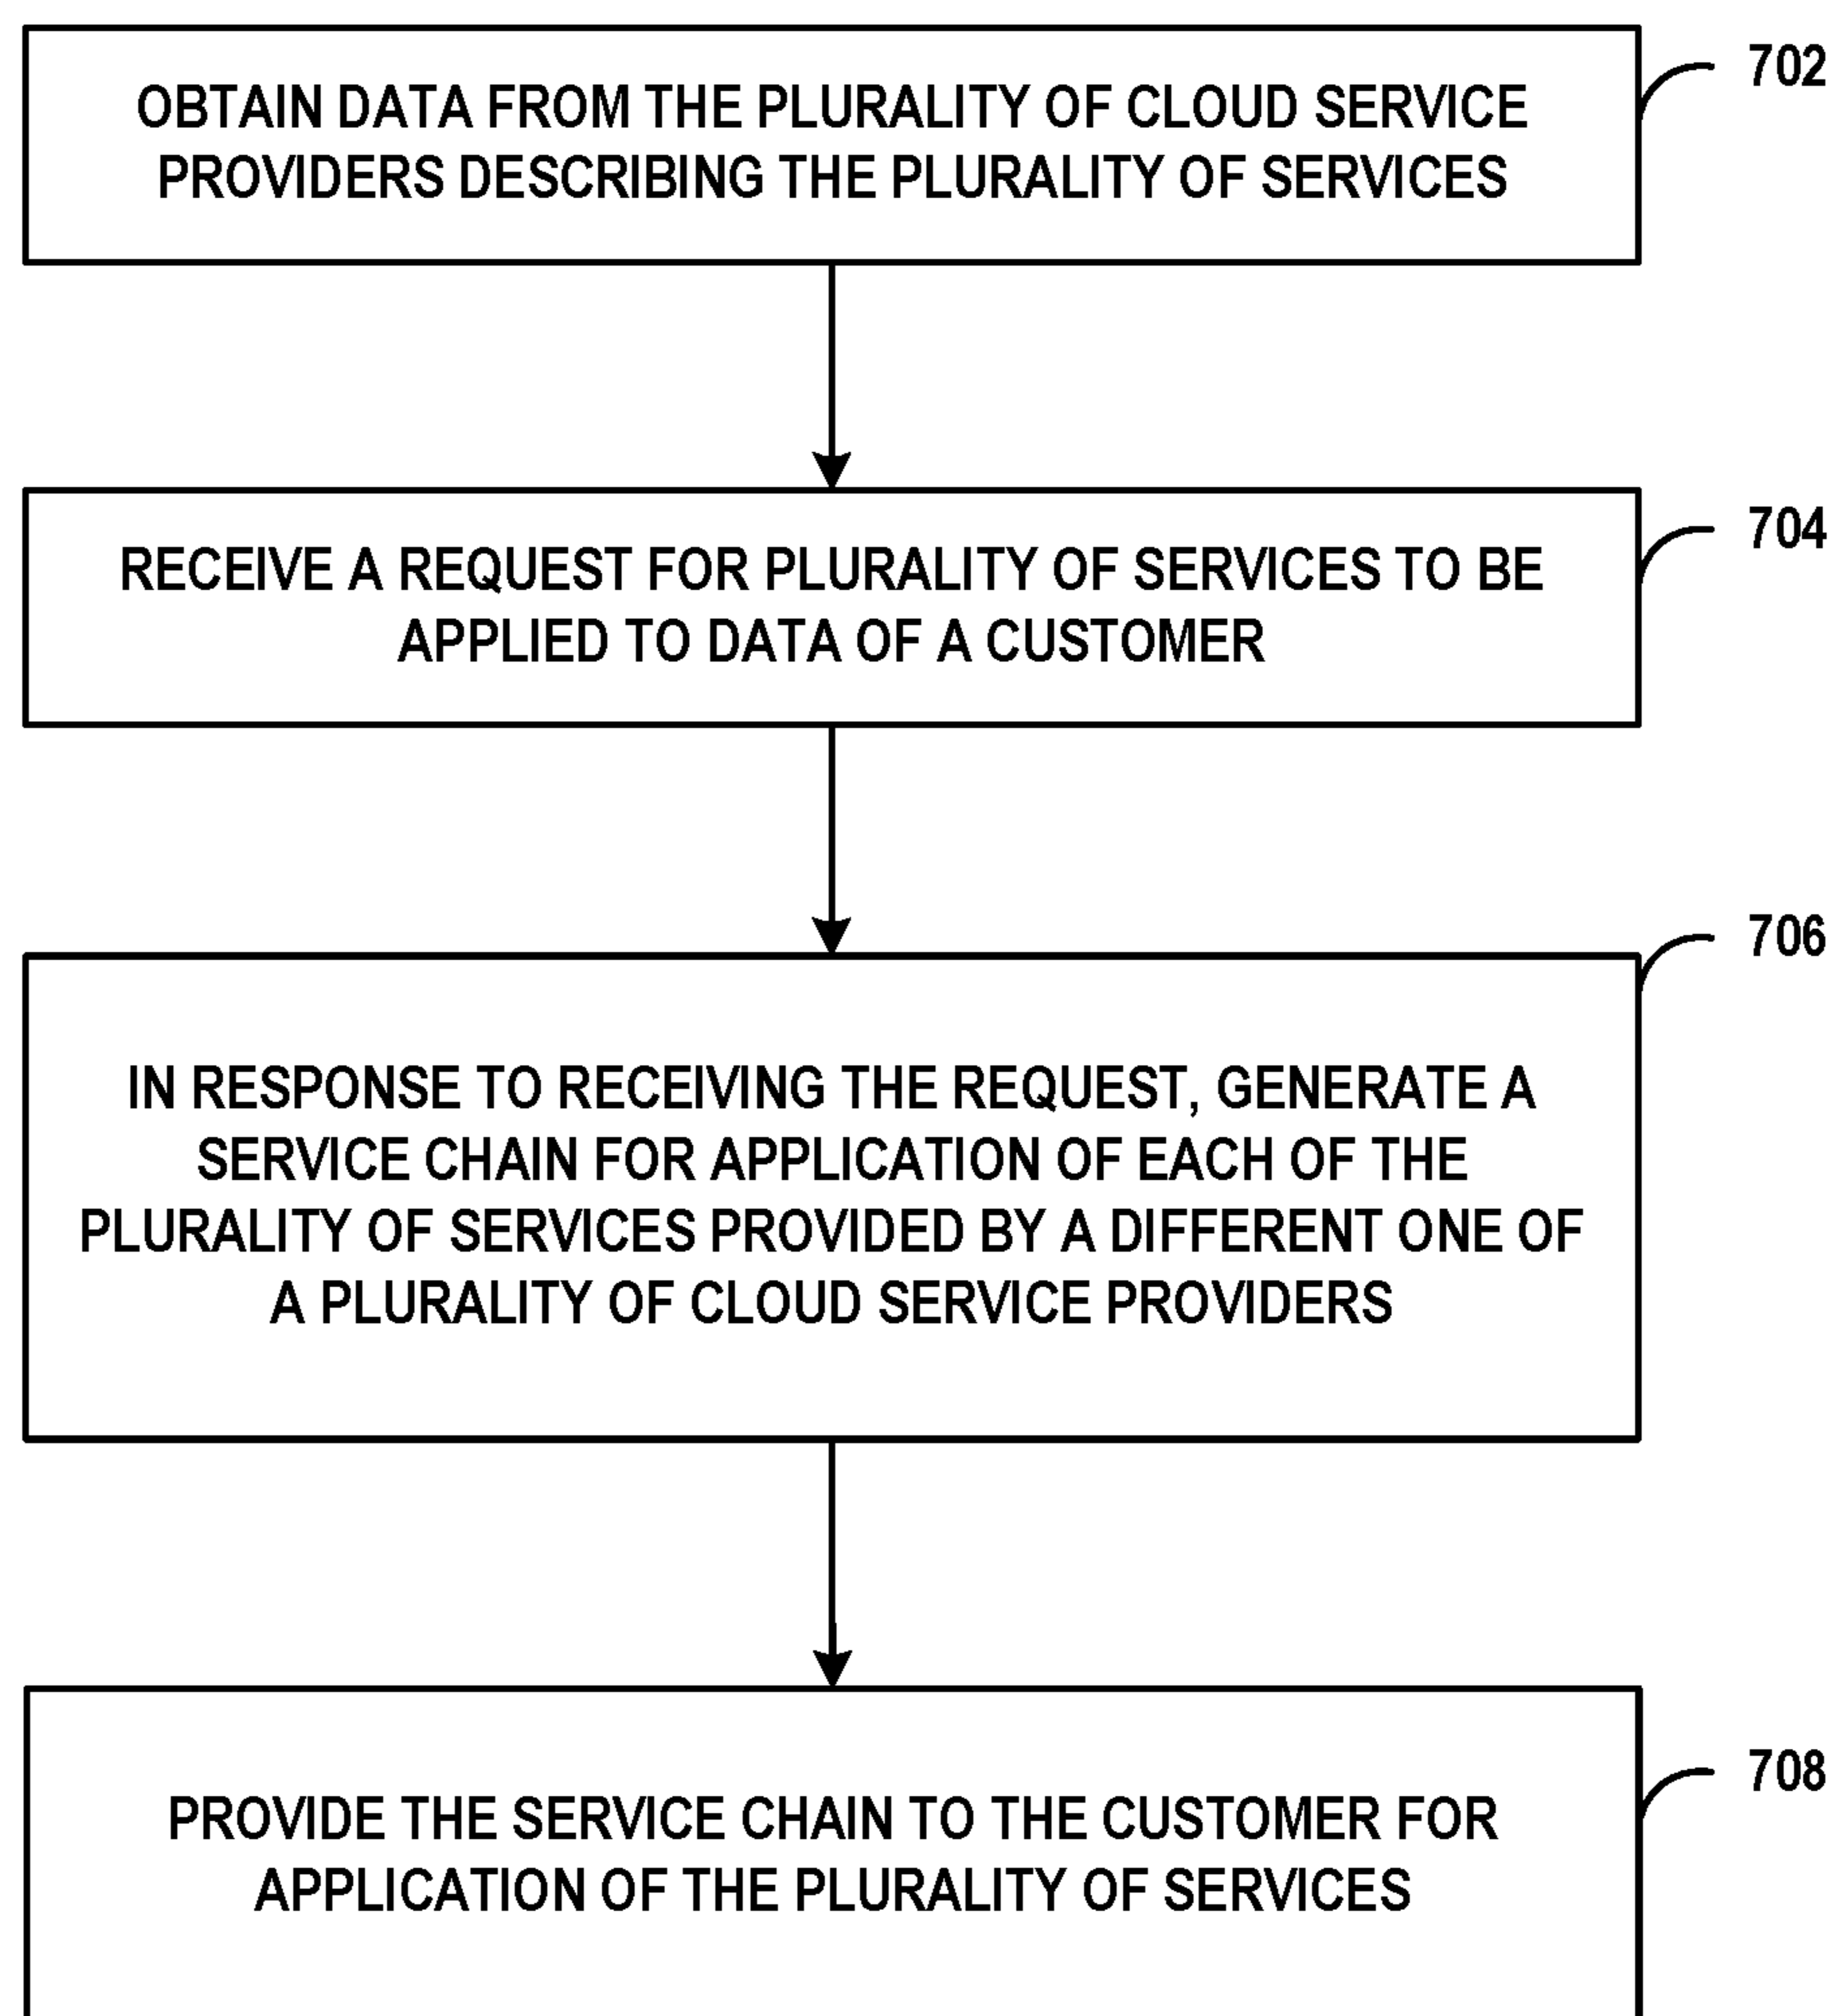 702
OBTAIN DATA FROM THE PLURALITY OF CLOUD SERVICE
PROVIDERS DESCRIBING THE PLURALITY OF SERVICES
704
RECEIVE A REQUEST FOR PLURALITY OF SERVICES TO BE
APPLIED TO DATA OF A CUSTOMER
706
IN RESPONSE TO RECEIVING THE REQUEST, GENERATE A
SERVICE CHAIN FOR APPLICATION OF EACH OF THE
PLURALITY OF SERVICES PROVIDED BY A DIFFERENT ONE OF
A PLURALITY OF CLOUD SERVICE PROVIDERS
708
PROVIDE THE SERVICE CHAIN TO THE CUSTOMER FOR
APPLICATION OF THE PLURALITY OF SERVICES